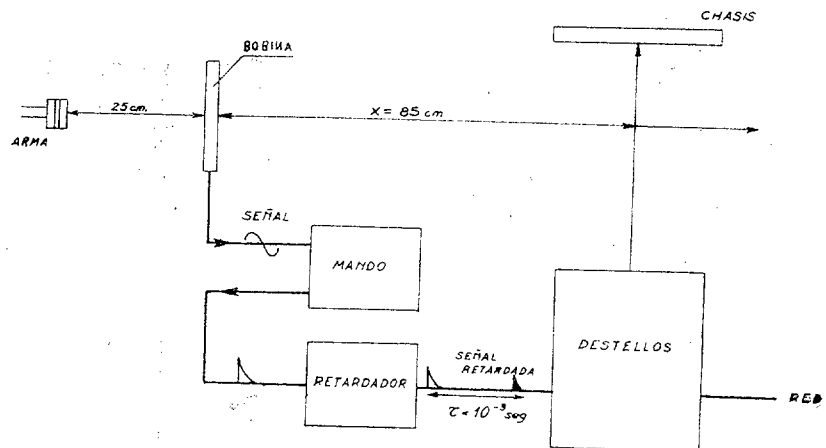 CHASIS
BOBINA
25 cm.
X = 85 cm
ARMA
SEÑAL
MANDO
DESTELLOS
SEÑAL
RETARDADA
RETARDADOR
τ = 10⁻³ seg
RED